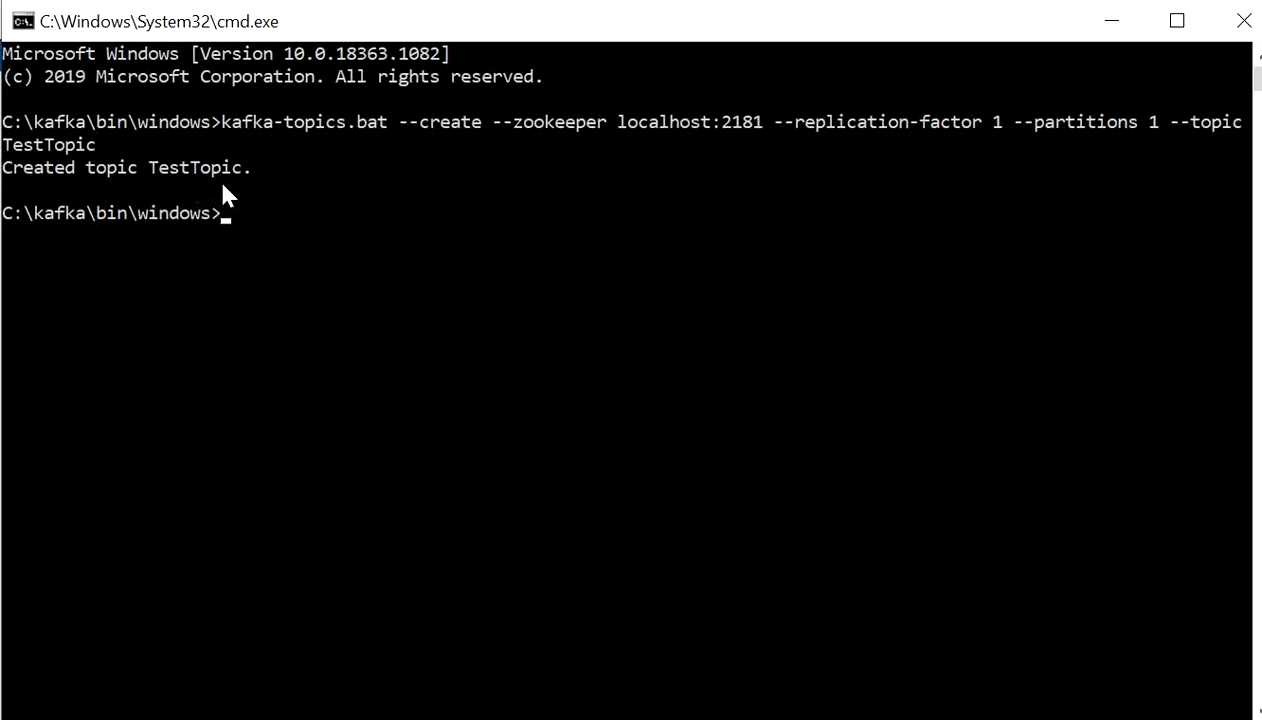 C:\Windows\System32\cmd.exe
Microsoft Windows [Version 10.0.18363.1082]
(c) 2019 Microsoft Corporation. All rights reserved.
C:\kafka\bin\windows>kafka-topics.bat --create --zookeeper localhost:2181 --replication-factor 1 --partitions 1 --topic
TestTopic
Created topic TestTopic.
C:\kafka\bin\windows>